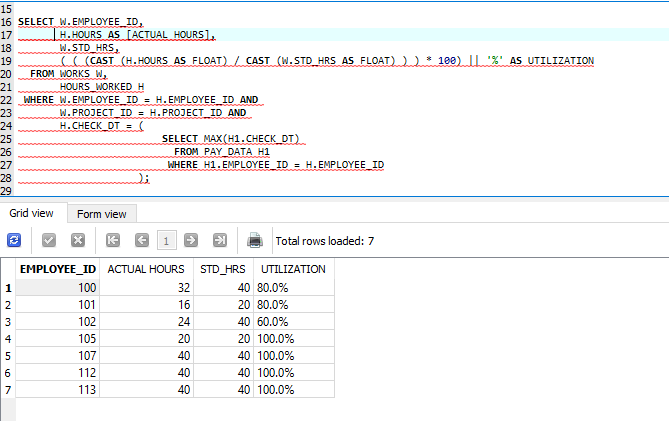 15
16 SELECT W.EMPLOYEE_ID,
17 H.HOURS AS [ACTUAL HOURS],
18 W.STD_HRS,
19 ( ( (CAST (H.HOURS AS FLOAT) / CAST (W.STD_HRS AS FLOAT) ) ) * 100) || '%' AS UTILIZATION
20 FROM WORKS W,
21 HOURS_WORKED H
22 WHERE W.EMPLOYEE_ID = H.EMPLOYEE_ID AND
23 W.PROJECT_ID = H.PROJECT_ID AND
24 H.CHECK_DT = (
25 SELECT MAX(H1.CHECK_DT)
26 FROM PAY_DATA H1
27 WHERE H1.EMPLOYEE_ID = H.EMPLOYEE_ID
28 );
29
Grid view Form view
1 Total rows loaded: 7
EMPLOYEE_ID ACTUAL HOURS STD_HRS UTILIZATION
1 100 32 40 80.0%
2 101 16 20 80.0%
3 102 24 40 60.0%
4 105 20 20 100.0%
5 107 40 40 100.0%
6 112 40 40 100.0%
7 113 40 40 100.0%